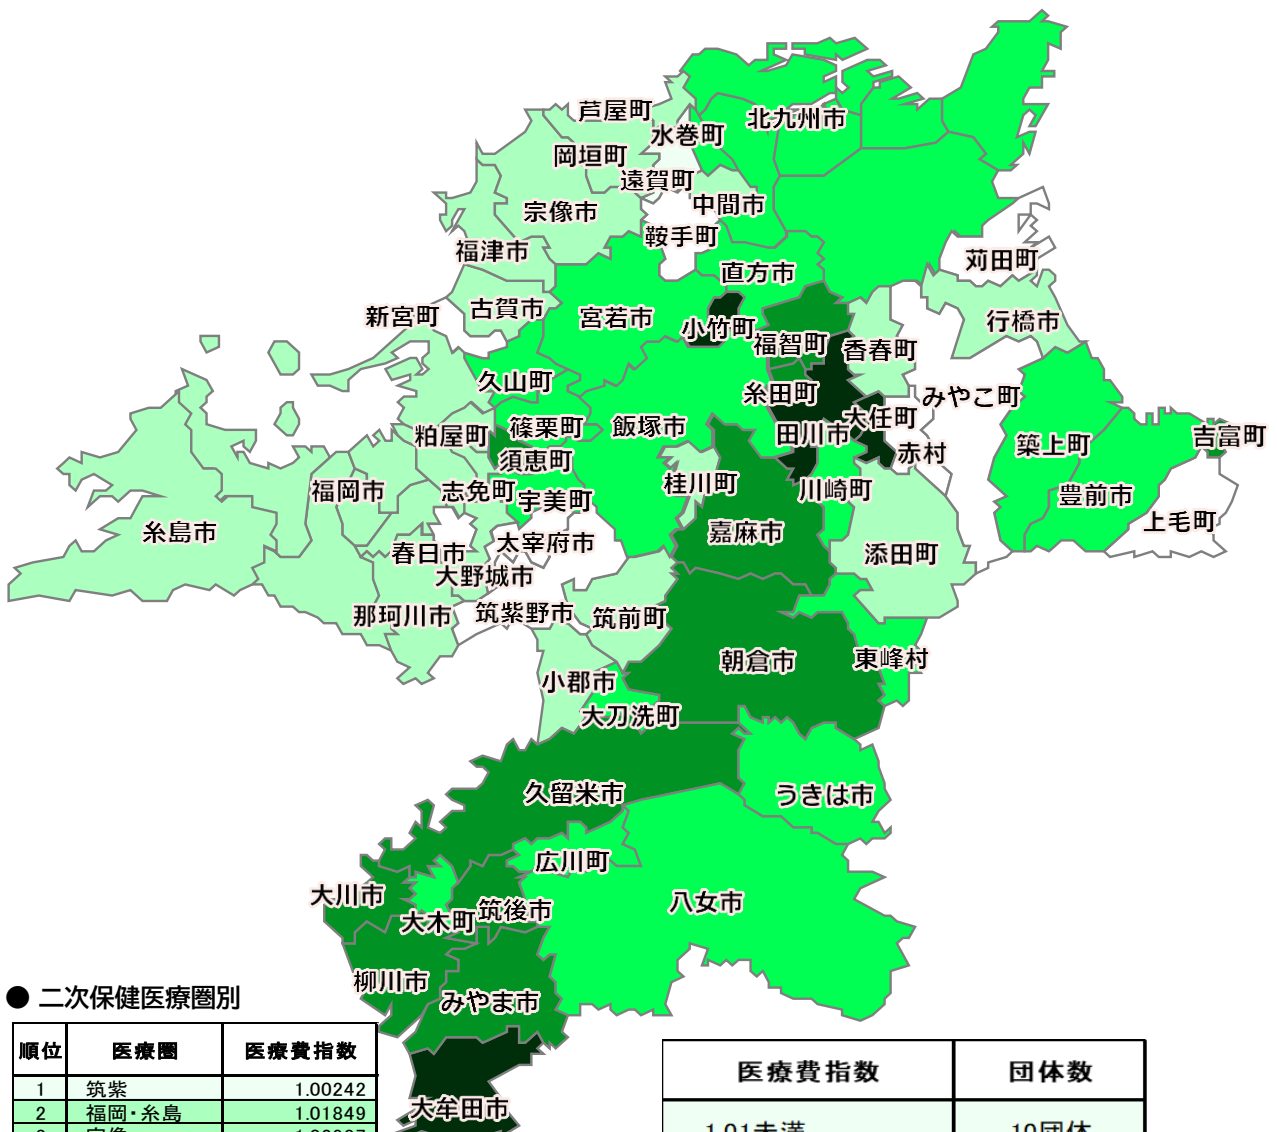 芦屋町
水巻町
北九州市
岡垣町
遠賀町
中間市
宗像市
鞍手町
福津市
苅田町
直方市
新宮町
古賀市
宮若市
小竹町
行橋市
福智町
香春町
久山町
糸田町
みやこ町
大任町
粕屋町
篠栗町
飯塚市
田川市
吉富町
築上町
赤村
須恵町
福岡市
志免町
宇美町
桂川町
川崎町
豊前市
上毛町
糸島市
春日市
太宰府市
嘉麻市
添田町
大野城市
那珂川市
筑紫野市
筑前町
朝倉市
東峰村
小郡市
大刀洗町
久留米市
うきは市
広川町
大川市
大木町
筑後市
八女市
柳川市
みやま市
大牟田市
● 二次保健医療圏別
順位 医療圏 医療費指数
1 筑紫 1.00242
2 福岡・糸島 1.01849
医療費指数 団体数
1.01未満 10団体